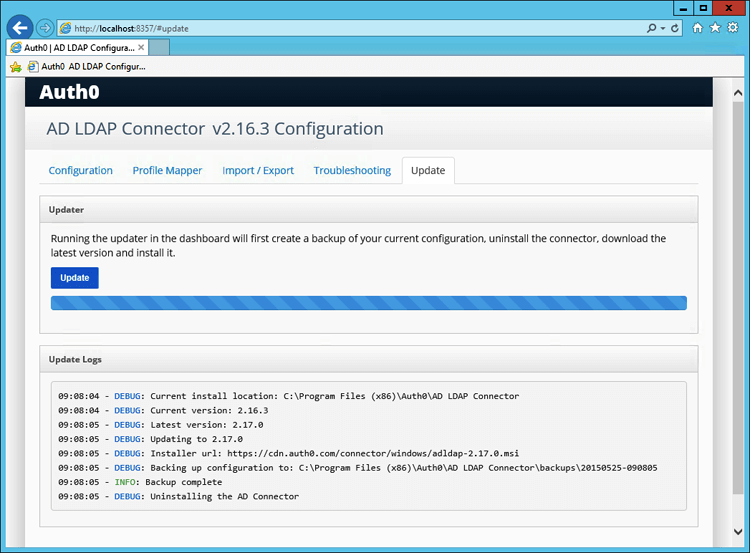 http://localhost:8357/#update
Auth0 | AD LDAP Configura...
Auth0 AD LDAP Configur...
Auth0
AD LDAP Connector v2.16.3 Configuration
Configuration Profile Mapper Import / Export Troubleshooting Update
Updater
Running the updater in the dashboard will first create a backup of your current configuration, uninstall the connector, download the
latest version and install it.
Update
Update Logs
09:08:04 - DEBUG: Current install location: C:\Program Files (x86)\Auth0\AD LDAP Connector
09:08:04 - DEBUG: Current version: 2.16.3
09:08:05 - DEBUG: Latest version: 2.17.0
09:08:05 - DEBUG: Updating to 2.17.0
09:08:05 - DEBUG: Installer url: https://cdn.auth0.com/connector/windows/adldap-2.17.0.msi
09:08:05 - DEBUG: Backing up configuration to: C:\Program Files (x86)\Auth0\AD LDAP Connector\backups\20150525-090805
09:08:05 - INFO: Backup complete
09:08:05 - DEBUG: Uninstalling the AD Connector